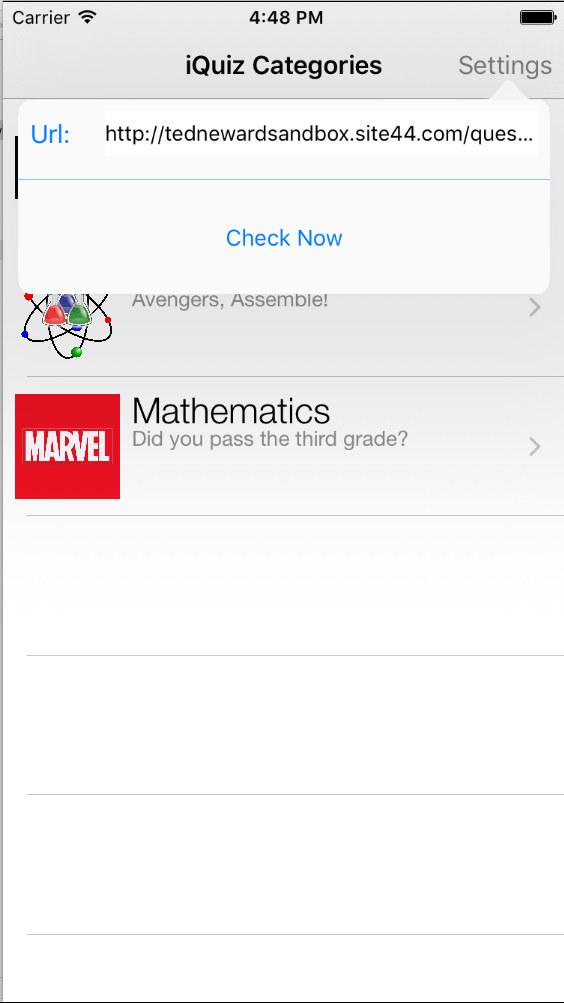 Carrier 4:48 PM
iQuiz Categories Settings
Url: http://tednewardsandbox.site44.com/ques...
Check Now
Avengers, Assemble!
Mathematics
MARVEL
Did you pass the third grade?